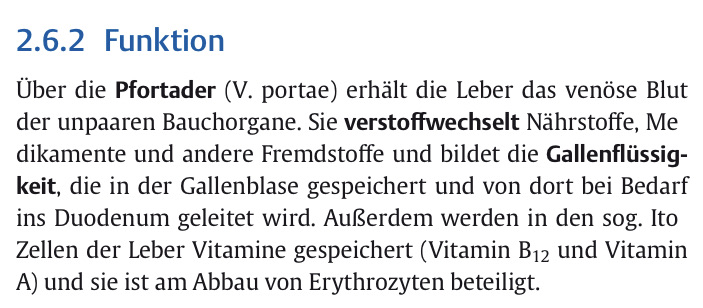 2.6.2 Funktion
Über die Pfortader (V. portae) erhält die Leber das venöse Blut
der unpaaren Bauchorgane. Sie verstoffwechselt Nährstoffe, Me
dikamente und andere Fremdstoffe und bildet die Gallenflüssig-
keit, die in der Gallenblase gespeichert und von dort bei Bedarf
ins Duodenum geleitet wird. Außerdem werden in den sog. Ito
Zellen der Leber Vitamine gespeichert (Vitamin B₁₂ und Vitamin
A) und sie ist am Abbau von Erythrozyten beteiligt.